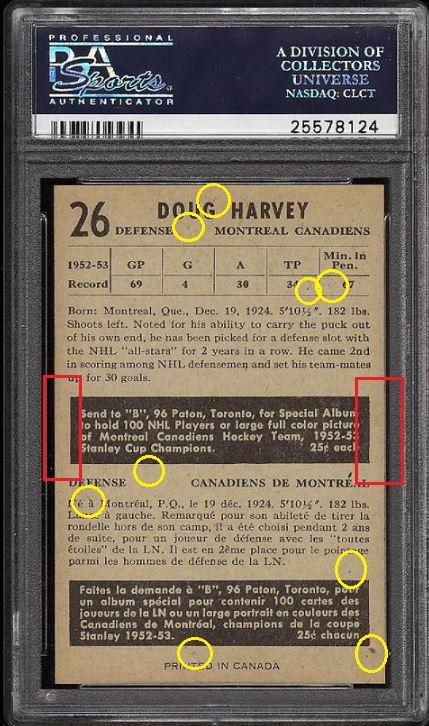 PROFESSIONAL
PSA
Sports
AUTHENTICATOR
A DIVISION OF
COLLECTORS
UNIVERSE
NASDAQ: CLCT
25578124
26 DOUG HARVEY
DEFENSE MONTREAL CANADIENS
1952-53 GP G A TP Min. in Pen.
Record 69 4 30 34 67
Born: Montreal, Que., Dec. 19, 1924. 5'10½". 182 lbs.
Shoots left. Noted for his ability to carry the puck out
of his own end, he has been picked for a defense slot with
the NHL "all-stars" for 2 years in a row. He came 2nd
in scoring among NHL defensemen and set his team-mates
up for 30 goals.
Send to "B", 96 Paton, Toronto, for Special Album
to hold 100 NHL Players or large full color picture
of Montreal Canadiens Hockey Team, 1952-53
Stanley Cup Champions. 25¢ each
DEFENSE CANADIENS DE MONTRÉAL
Né à Montréal, P.Q., le 19 déc. 1924. 5'10½". 182 lbs.
Lance à gauche. Remarqué pour son abileté de tirer la
rondelle hors de son camp, il a été choisi pendant 2 ans
de suite, pour un joueur de défense avec les "toutes
étoiles" de la LN. Il est en 2ème place pour le pointage
parmi les hommes de défense de la LN.
Faites la demande à "B", 96 Paton, Toronto, pour
un album spécial pour contenir 100 cartes des
joueurs de la LN ou un large portrait en couleurs des
Canadiens de Montréal, champions de la coupe
Stanley 1952-53. 25¢ chacun
PRINTED IN CANADA